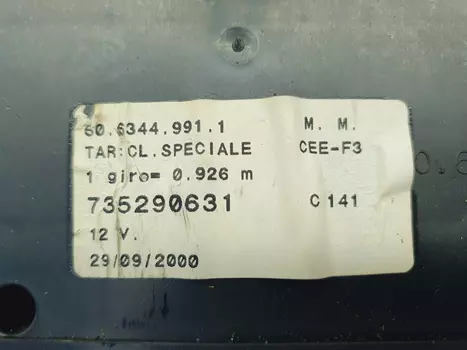 60.6344.991.1 M. M.
TAR:CL.SPECIALE CEE-F3
1 giro= 0.926 m
735290631 C 141
12 V.
29/09/2000